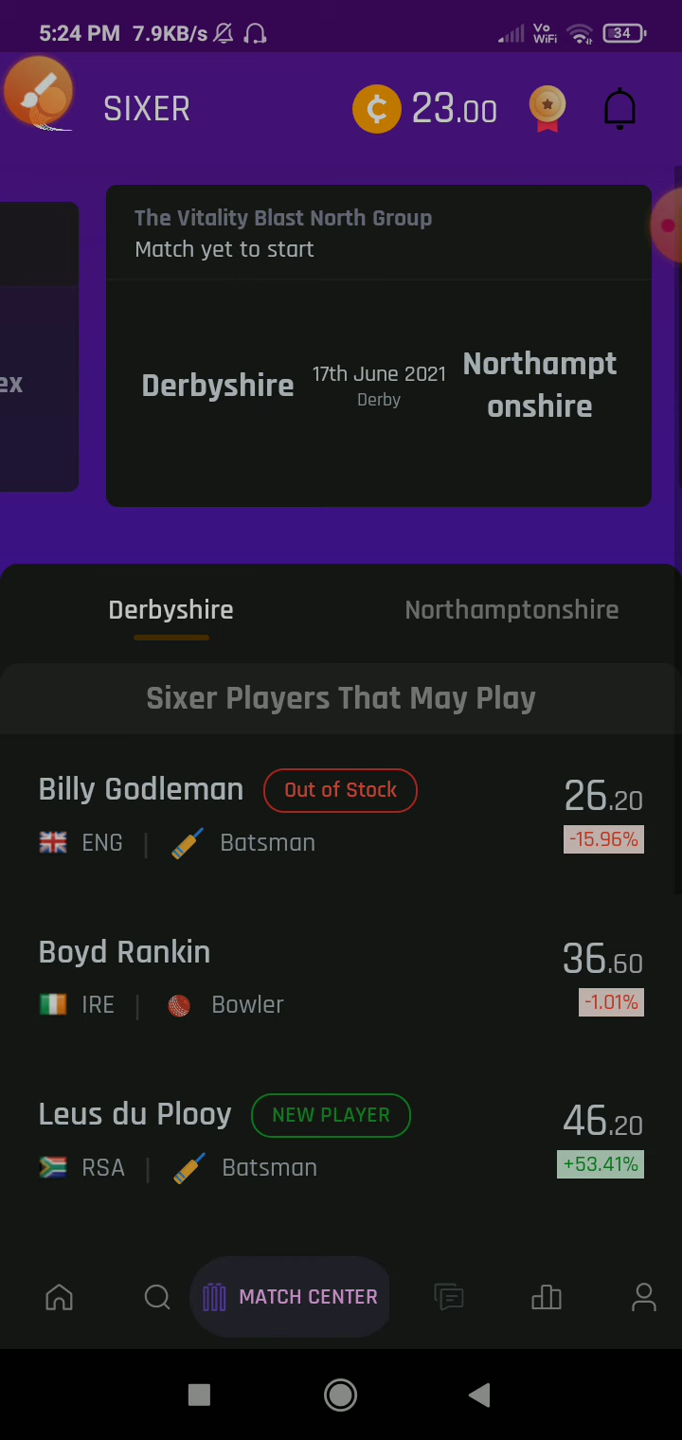 5:24 PM 7.9KB/s Vo WiFi 34
SIXER ¢ 23.00
The Vitality Blast North Group
Match yet to start
ex
Derbyshire 17th June 2021 Northampt
Derby onshire
Derbyshire Northamptonshire
Sixer Players That May Play
Billy Godleman Out of Stock 26.20
ENG | Batsman -15.96%
Boyd Rankin 36.60
IRE | Bowler -1.01%
Leus du Plooy NEW PLAYER 46.20
RSA | Batsman +53.41%
MATCH CENTER